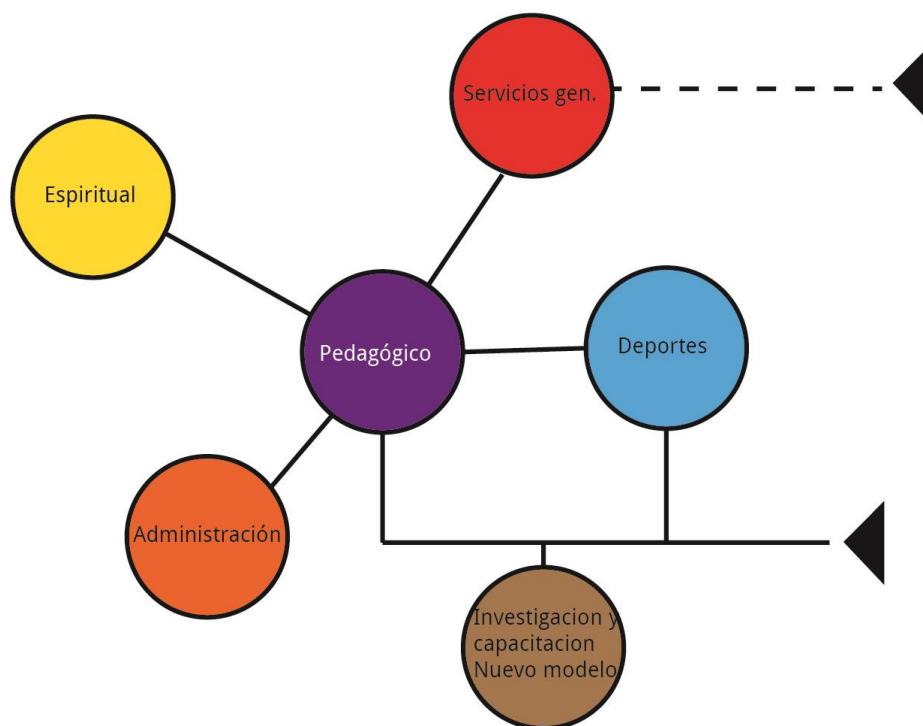 Servicios gen.
Espiritual
Pedagógico
Deportes
Administración
Investigacion y
capacitacion
Nuevo modelo